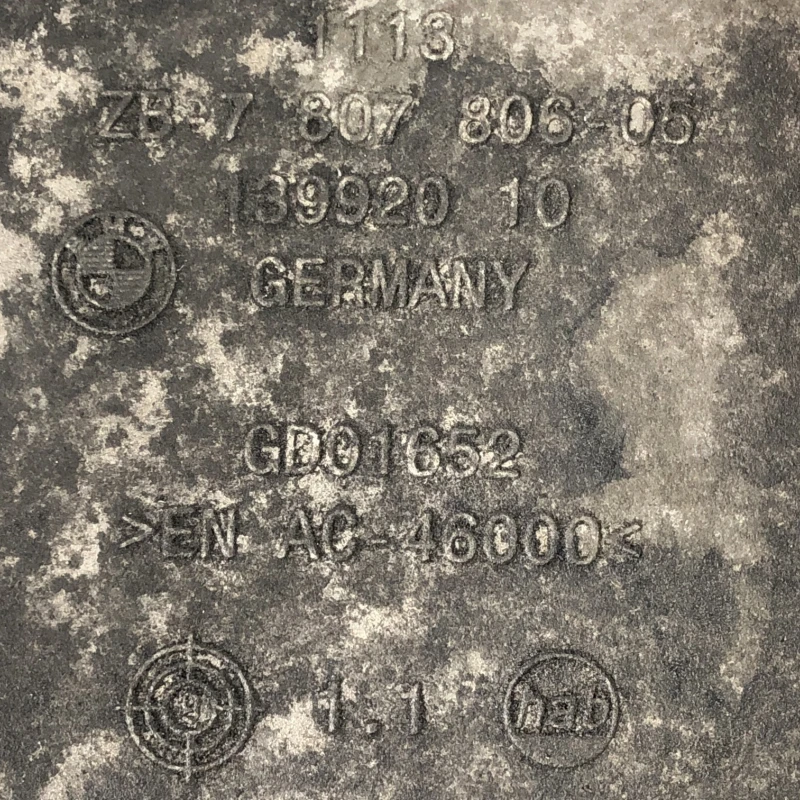 1113
ZB-7 807 806-05
139920 10
GERMANY
GD01652
>EN AC-46000<
1.1
hab